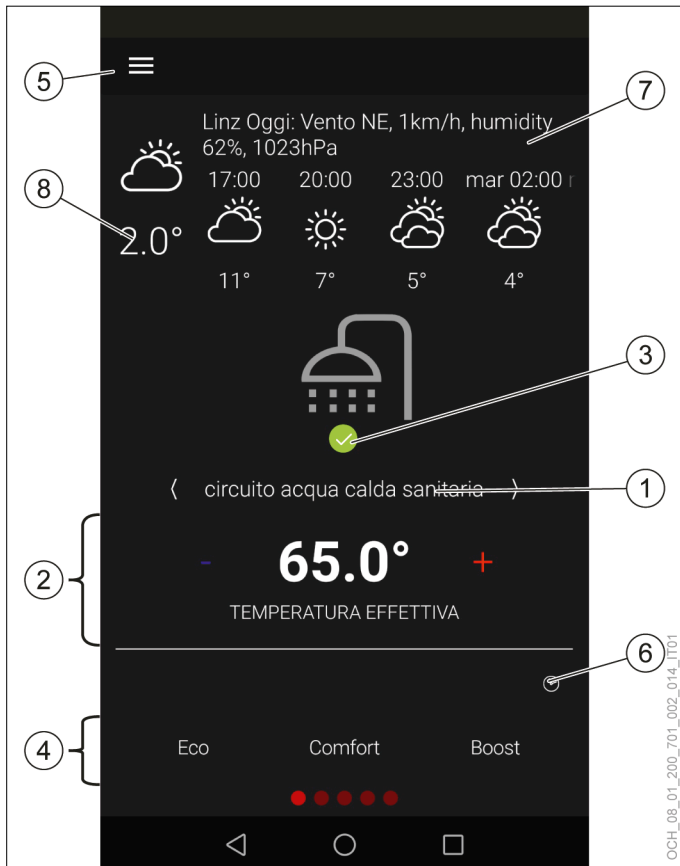 5
7
Linz Oggi: Vento NE, 1km/h, humidity
62%, 1023hPa
8
17:00 20:00 23:00 mar 02:00
2.0°
11° 7° 5° 4°
3
‹ circuito acqua calda sanitaria › 1
2
- 65.0° +
TEMPERATURA EFFETTIVA
6
4
Eco Comfort Boost
OCH_08_01_200_701_002_014_IT01